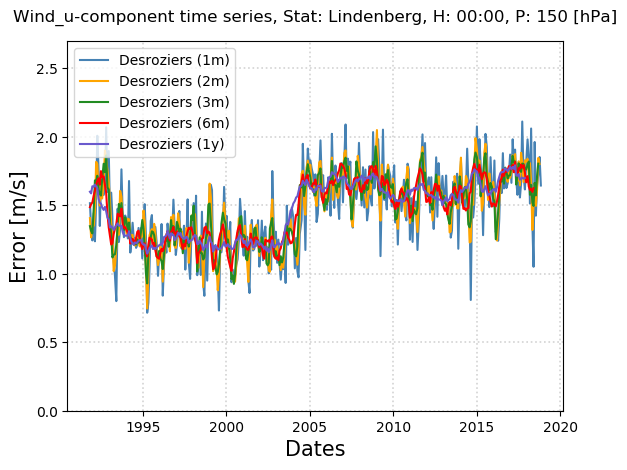 Wind_u-component time series, Stat: Lindenberg, H: 00:00, P: 150 [hPa]
Desroziers (1m)
Desroziers (2m)
Desroziers (3m)
Desroziers (6m)
Desroziers (1y)
Error [m/s]
2.5
2.0
1.5
1.0
0.5
0.0
1995 2000 2005 2010 2015 2020
Dates